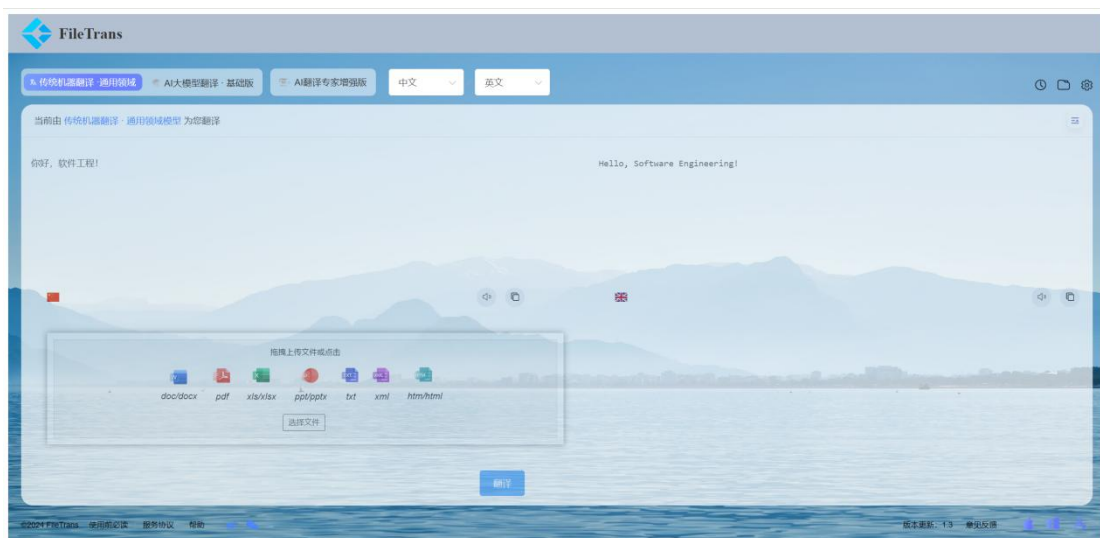 FileTrans
传统机器翻译·通用领域
AI大模型翻译·基础版
AI翻译专家增强版
中文
英文
当前由 传统机器翻译·通用领域模型 为您翻译
你好，软件工程!
Hello, Software Engineering!
拖拽上传文件或点击
doc/docx pdf xls/xlsx ppt/pptx txt xml htm/html
选择文件
翻译
©2024 FileTrans 使用前必读 服务协议 帮助
版本更新：1.3 意见反馈